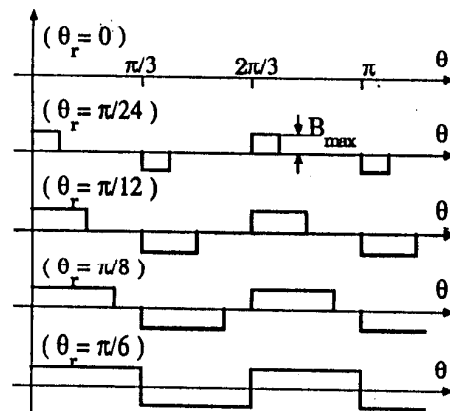 ( θr = 0)
π/3 2π/3 π θ
( θr = π/24)
Bmax
θ
( θr = π/12)
θ
( θr = π/8)
θ
( θr = π/6)
θ